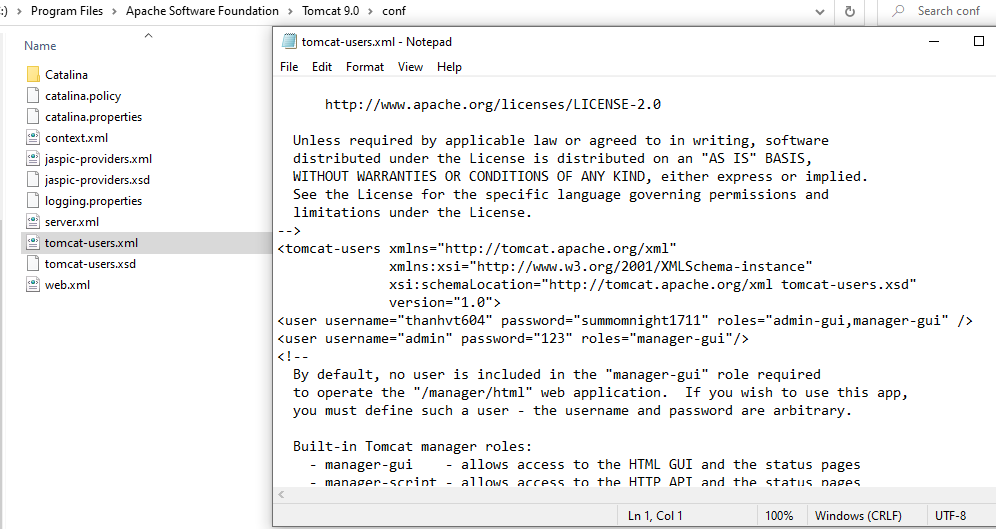 :) > Program Files > Apache Software Foundation > Tomcat 9.0 > conf
Search conf
Name
Catalina
catalina.policy
catalina.properties
context.xml
jaspic-providers.xml
jaspic-providers.xsd
logging.properties
server.xml
tomcat-users.xml
tomcat-users.xsd
web.xml
tomcat-users.xml - Notepad
File Edit Format View Help
http://www.apache.org/licenses/LICENSE-2.0
Unless required by applicable law or agreed to in writing, software
distributed under the License is distributed on an "AS IS" BASIS,
WITHOUT WARRANTIES OR CONDITIONS OF ANY KIND, either express or implied.
See the License for the specific language governing permissions and
limitations under the License.
-->
<tomcat-users xmlns="http://tomcat.apache.org/xml"
xmlns:xsi="http://www.w3.org/2001/XMLSchema-instance"
xsi:schemaLocation="http://tomcat.apache.org/xml tomcat-users.xsd"
version="1.0">
<user username="thanhvt604" password="summomnight1711" roles="admin-gui,manager-gui" />
<user username="admin" password="123" roles="manager-gui"/>
<!--
By default, no user is included in the "manager-gui" role required
to operate the "/manager/html" web application.  If you wish to use this app,
you must define such a user - the username and password are arbitrary.
Built-in Tomcat manager roles:
- manager-gui    - allows access to the HTML GUI and the status pages
- manager-script - allows access to the HTTP API and the status pages
Ln 1, Col 1
100%
Windows (CRLF)
UTF-8